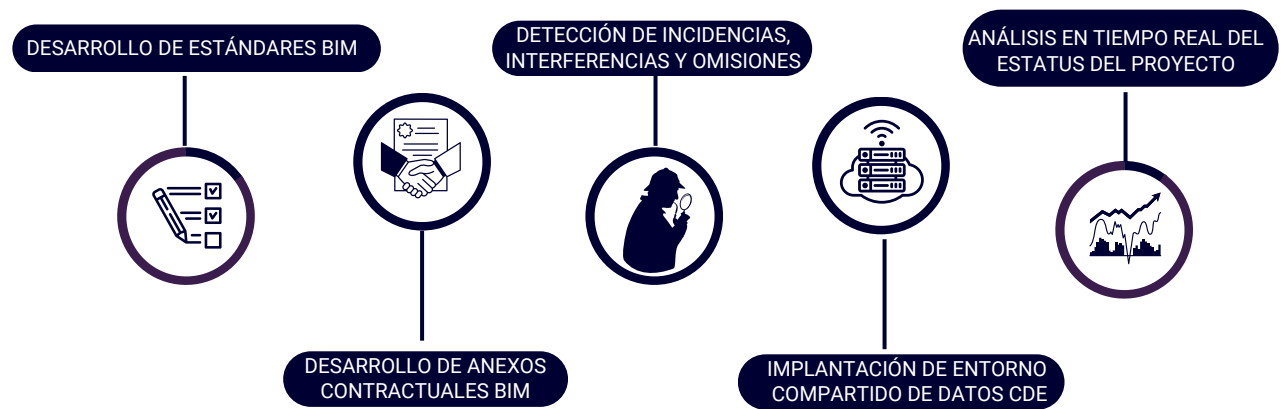 DESARROLLO DE ESTÁNDARES BIM
DETECCIÓN DE INCIDENCIAS,
INTERFERENCIAS Y OMISIONES
ANÁLISIS EN TIEMPO REAL DEL
ESTATUS DEL PROYECTO
DESARROLLO DE ANEXOS
CONTRACTUALES BIM
IMPLANTACIÓN DE ENTORNO
COMPARTIDO DE DATOS CDE